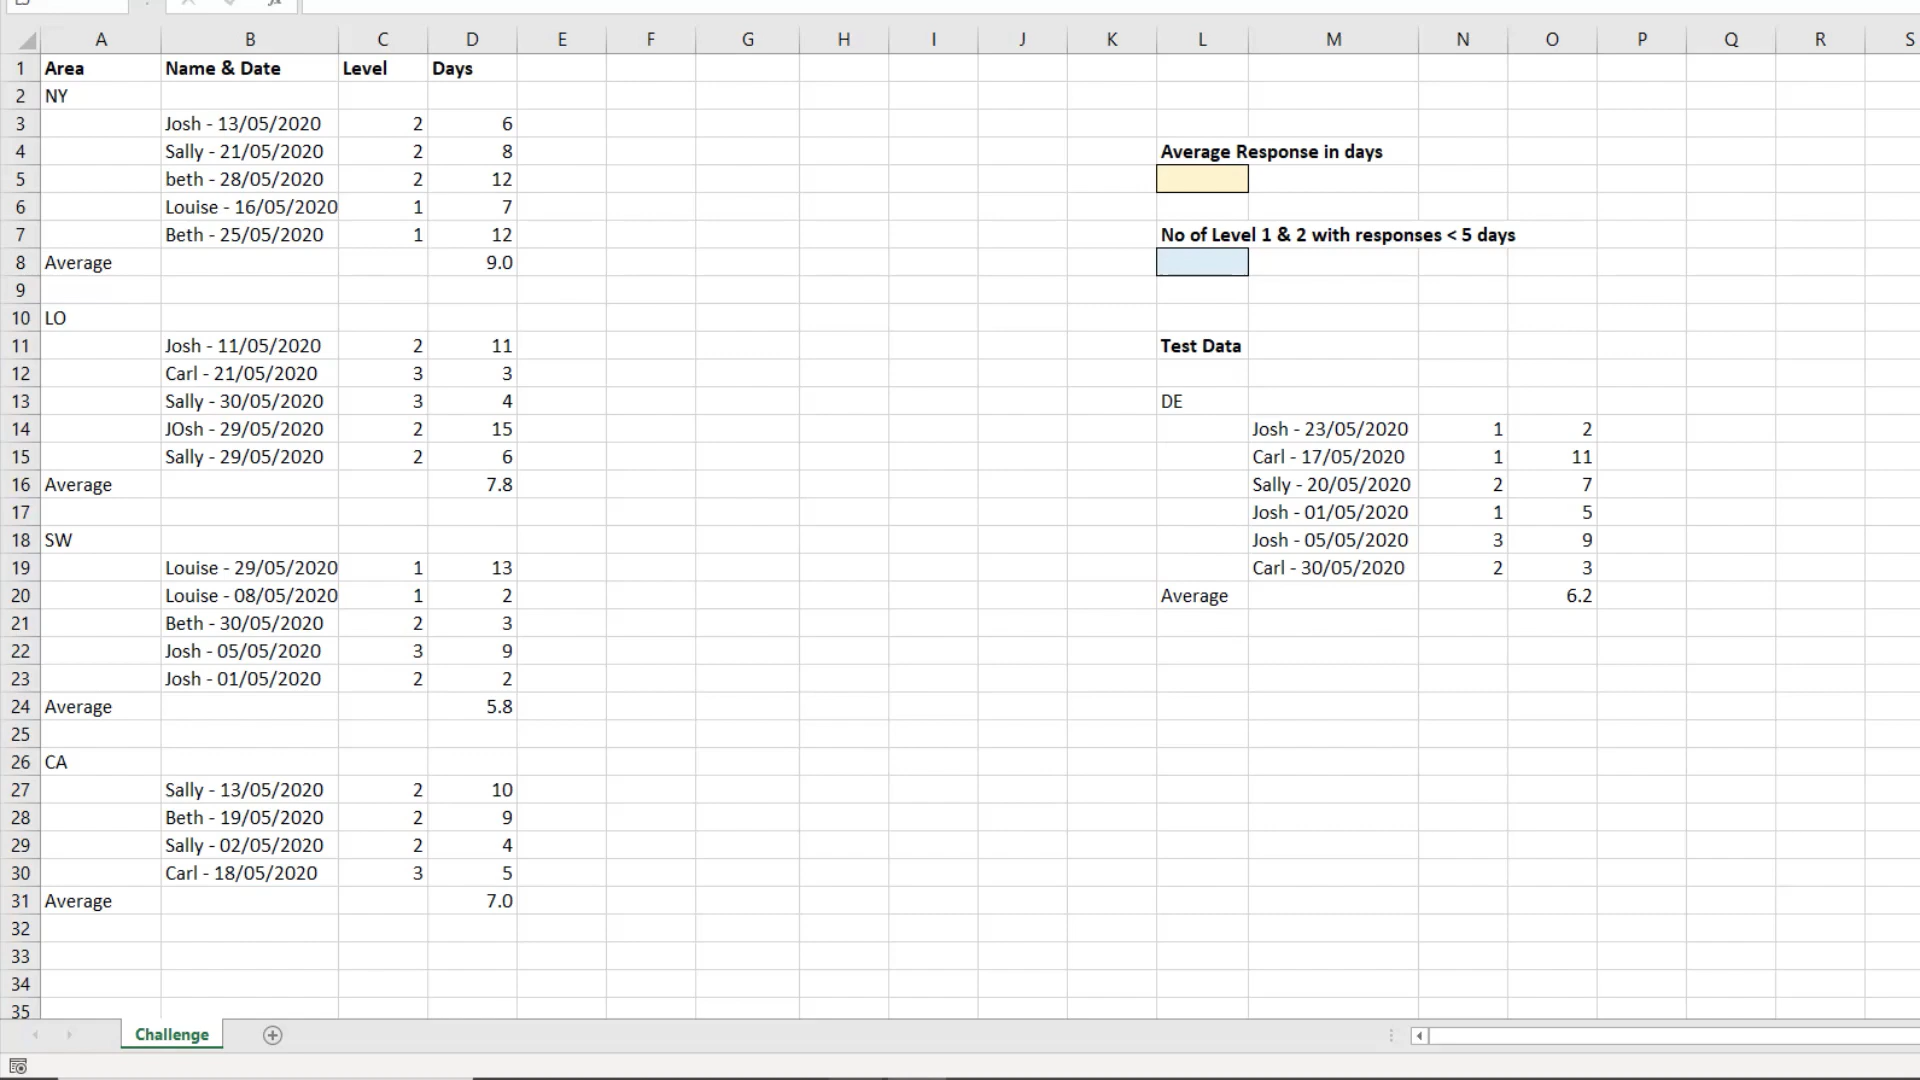 A B C D E F G H I J K L M N O P Q R S
1 Area Name & Date Level Days
2 NY
3 Josh - 13/05/2020 2 6
4 Sally - 21/05/2020 2 8 Average Response in days
5 beth - 28/05/2020 2 12
6 Louise - 16/05/2020 1 7
7 Beth - 25/05/2020 1 12 No of Level 1 & 2 with responses < 5 days
8 Average 9.0
9
10 LO
11 Josh - 11/05/2020 2 11 Test Data
12 Carl - 21/05/2020 3 3
13 Sally - 30/05/2020 3 4 DE
14 JOsh - 29/05/2020 2 15 Josh - 23/05/2020 1 2
15 Sally - 29/05/2020 2 6 Carl - 17/05/2020 1 11
16 Average 7.8 Sally - 20/05/2020 2 7
17 Josh - 01/05/2020 1 5
18 SW Josh - 05/05/2020 3 9
19 Louise - 29/05/2020 1 13 Carl - 30/05/2020 2 3
20 Louise - 08/05/2020 1 2 Average 6.2
21 Beth - 30/05/2020 2 3
22 Josh - 05/05/2020 3 9
23 Josh - 01/05/2020 2 2
24 Average 5.8
25
26 CA
27 Sally - 13/05/2020 2 10
28 Beth - 19/05/2020 2 9
29 Sally - 02/05/2020 2 4
30 Carl - 18/05/2020 3 5
31 Average 7.0
32
33
34
35
Challenge